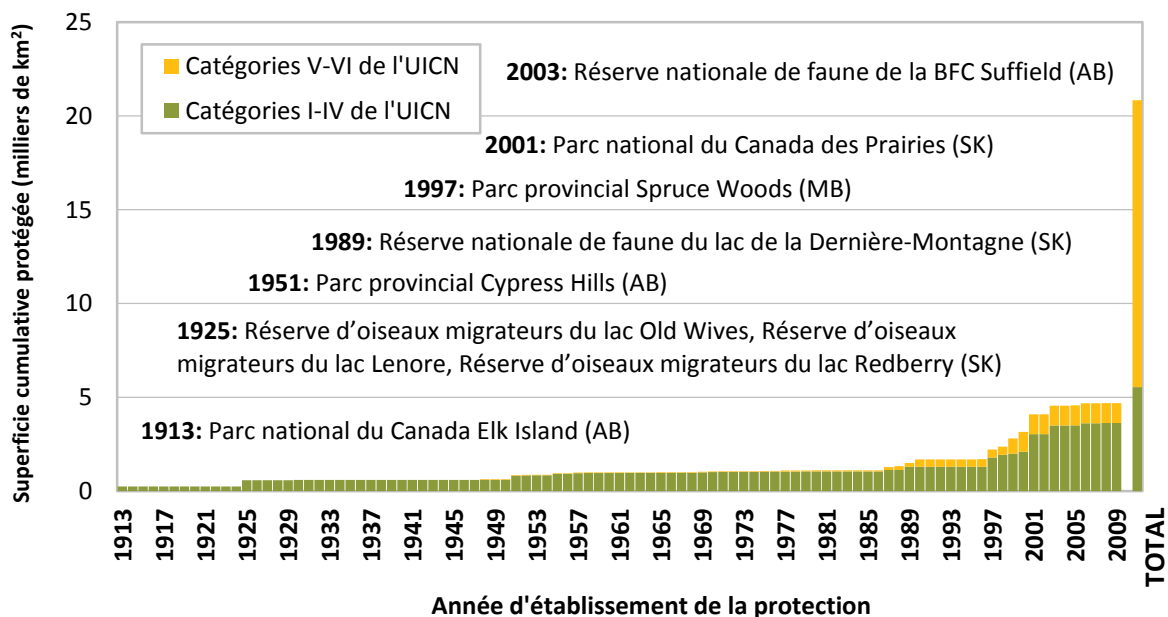 Superficie cumulative protégée (milliers de km²)
25
20
15
10
5
0
Catégories V-VI de l'UICN
Catégories I-IV de l'UICN
2003: Réserve nationale de faune de la BFC Suffield (AB)
2001: Parc national du Canada des Prairies (SK)
1997: Parc provincial Spruce Woods (MB)
1989: Réserve nationale de faune du lac de la Dernière-Montagne (SK)
1951: Parc provincial Cypress Hills (AB)
1925: Réserve d’oiseaux migrateurs du lac Old Wives, Réserve d’oiseaux
migrateurs du lac Lenore, Réserve d’oiseaux migrateurs du lac Redberry (SK)
1913: Parc national du Canada Elk Island (AB)
1913
1917
1921
1925
1929
1933
1937
1941
1945
1949
1953
1957
1961
1965
1969
1973
1977
1981
1985
1989
1993
1997
2001
2005
2009
TOTAL
Année d'établissement de la protection